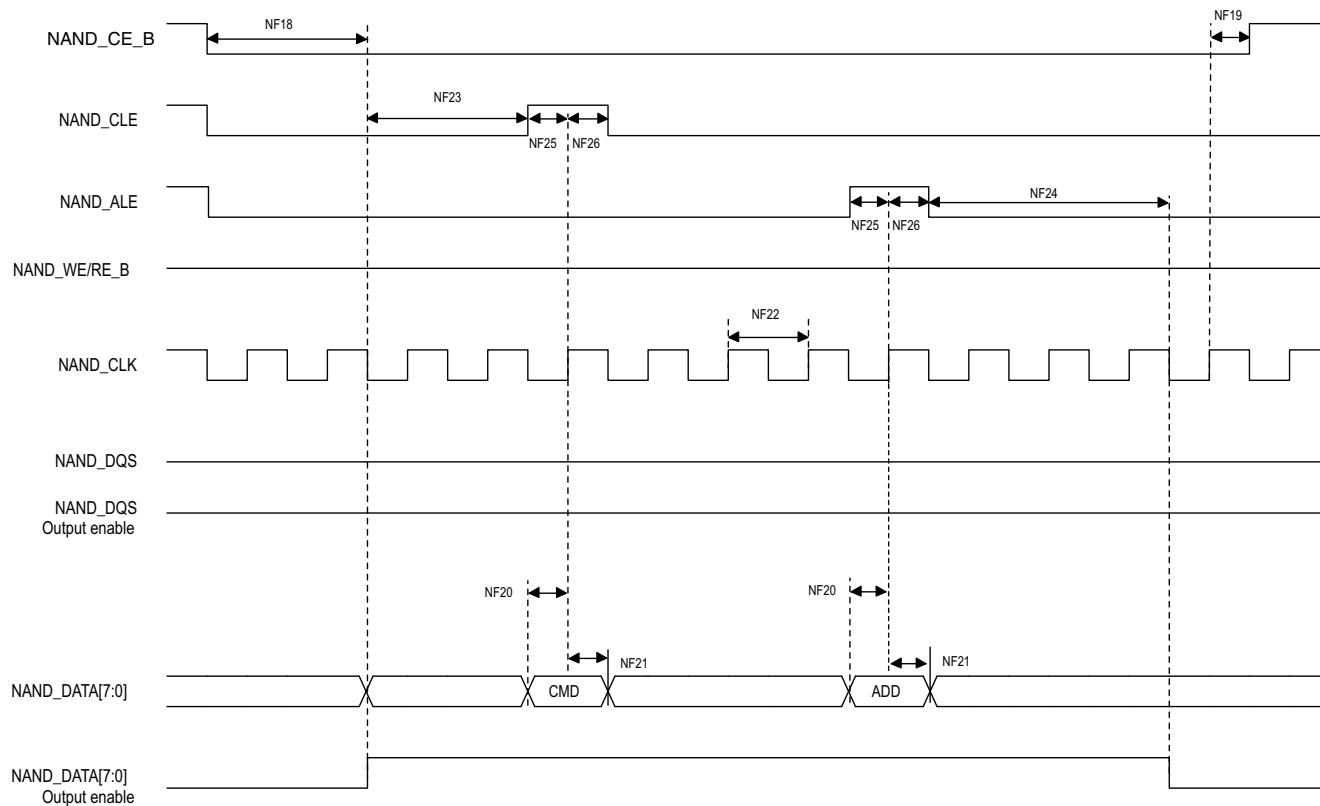 NF18
NF19
NAND_CE_B
NF23
NAND_CLE
NF25 NF26
NAND_ALE
NF24
NF25 NF26
NAND_WE/RE_B
NF22
NAND_CLK
NAND_DQS
NAND_DQS
Output enable
NF20
NF20
NF21
NF21
NAND_DATA[7:0]
CMD
ADD
NAND_DATA[7:0]
Output enable